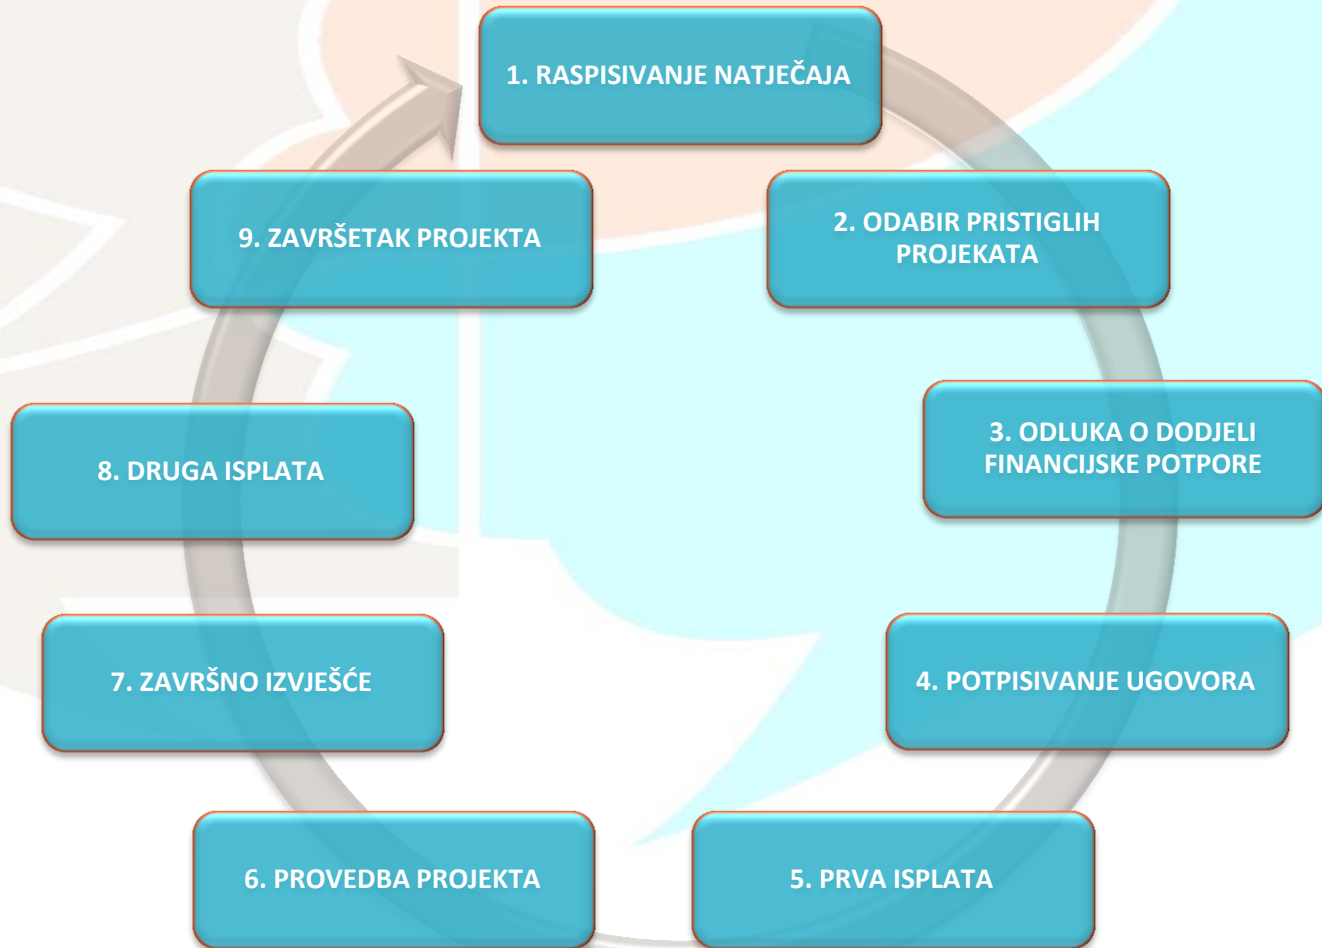 1. RASPISIVANJE NATJEČAJA
2. ODABIR PRISTIGLIH
PROJEKATA
3. ODLUKA O DODJELI
FINANCIJSKE POTPORE
4. POTPISIVANJE UGOVORA
5. PRVA ISPLATA
6. PROVEDBA PROJEKTA
7. ZAVRŠNO IZVJEŠĆE
8. DRUGA ISPLATA
9. ZAVRŠETAK PROJEKTA